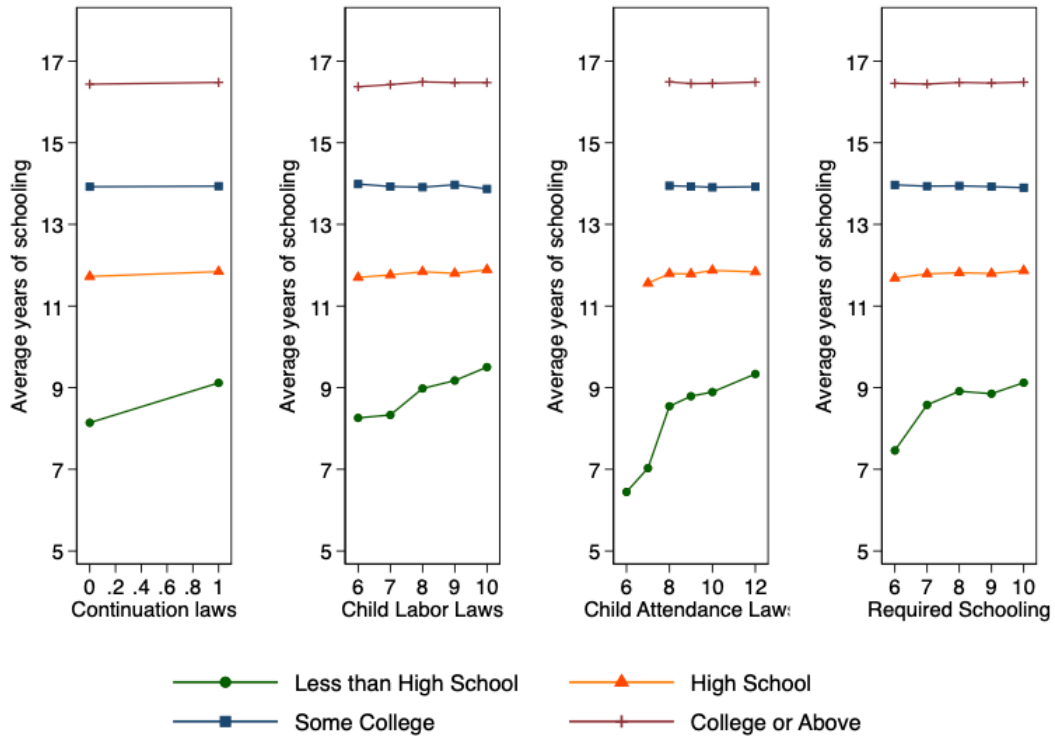 Average years of schooling
17
15
13
11
9
7
5
0 .2 .4 .6 .8 1
Continuation laws
Average years of schooling
17
15
13
11
9
7
5
6 7 8 9 10
Child Labor Laws
Average years of schooling
17
15
13
11
9
7
5
6 8 10 12
Child Attendance Law
Average years of schooling
17
15
13
11
9
7
5
6 7 8 9 10
Required Schooling
Less than High School
High School
Some College
College or Above